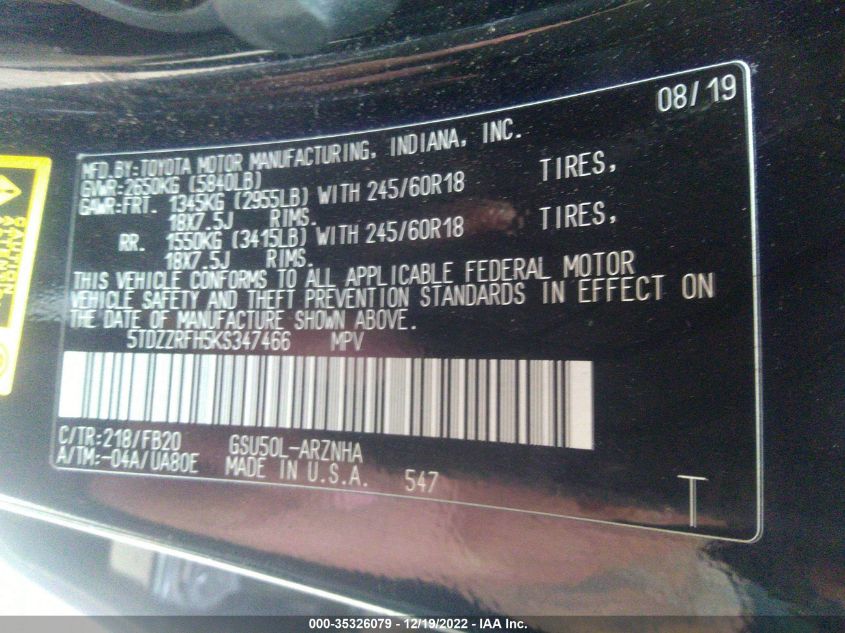 08/19
MFD.BY:TOYOTA MOTOR MANUFACTURING, INDIANA, INC.
GVWR:2650KG (5840LB)
GAWR:FRT. 1345KG (2955LB) WITH 245/60R18 TIRES,
18X7.5J RIMS.
RR. 1550KG (3415LB) WITH 245/60R18 TIRES,
18X7.5J RIMS.
THIS VEHICLE CONFORMS TO ALL APPLICABLE FEDERAL MOTOR
VEHICLE SAFETY AND THEFT PREVENTION STANDARDS IN EFFECT ON
THE DATE OF MANUFACTURE SHOWN ABOVE.
5TDZZRFH5KS347466 MPV
C/TR:218/FB20 GSU50L-ARZNHA
A/TM:-04A/UA80E MADE IN U.S.A. 547
T
000-35326079 - 12/19/2022 - IAA Inc.